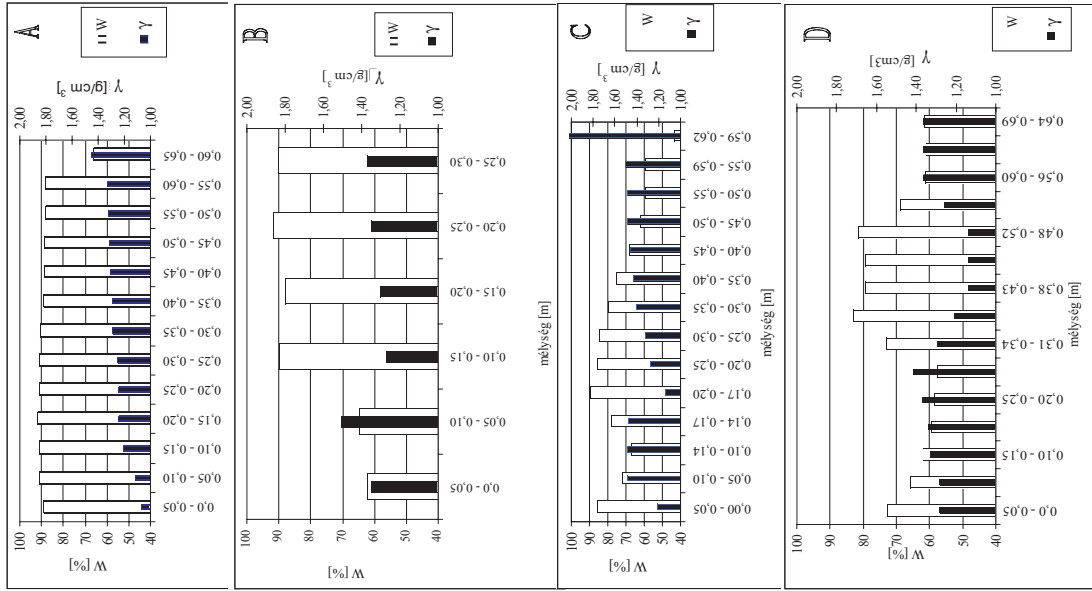 A
W
γ
γ [g/cm 3]
2,00
1,80
1,60
1,40
1,20
1,00
W [%]
100
90
80
70
60
50
40
0,0 - 0,05
0,05 - 0,10
0,10 - 0,15
0,15 - 0,20
0,20 - 0,25
0,25 - 0,30
0,30 - 0,35
0,35 - 0,40
0,40 - 0,45
0,45 - 0,50
0,50 - 0,55
0,55 - 0,60
0,60 - 0,65
B
W
γ
γ [g/cm 3]
2,00
1,80
1,60
1,40
1,20
1,00
W [%]
100
90
80
70
60
50
40
0,0 - 0,05
0,05 - 0,10
0,10 - 0,15
0,15 - 0,20
0,20 - 0,25
0,25 - 0,30
mélység [m]
C
W
γ
γ [g/cm 3]
2,00
1,80
1,60
1,40
1,20
1,00
W [%]
100
90
80
70
60
50
40
0,00 - 0,05
0,05 - 0,10
0,10 - 0,14
0,14 - 0,17
0,17 - 0,20
0,20 - 0,25
0,25 - 0,30
0,30 - 0,35
0,35 - 0,40
0,40 - 0,45
0,45 - 0,50
0,50 - 0,55
0,55 - 0,59
0,59 - 0,62
mélység [m]
D
W
γ
γ [g/cm3]
2,00
1,80
1,60
1,40
1,20
1,00
W [%]
100
90
80
70
60
50
40
0,0 - 0,05
0,10 - 0,15
0,20 - 0,25
0,31 - 0,34
0,38 - 0,43
0,48 - 0,52
0,56 - 0,60
0,64 - 0,69
mélység [m]